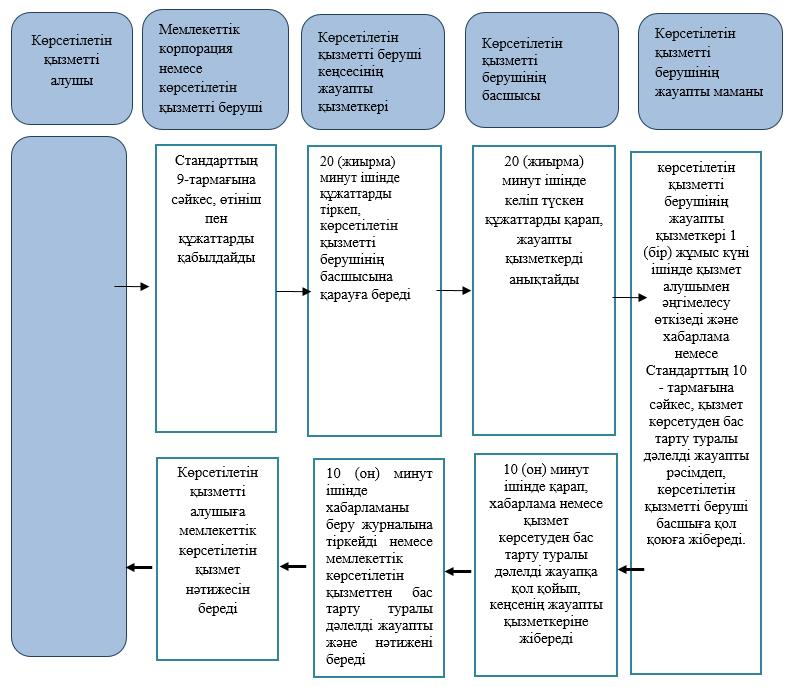 Көрсетілетін
қызметті
алушы
Мемлекеттік
корпорация
немесе
көрсетілетін
қызметті беруші
Көрсетілетін
қызметті беруші
кеңсесінің
жауапты
қызметкері
Көрсетілетін
қызметті
берушінің
басшысы
Көрсетілетін
қызметті
берушінің
жауапты маманы
Стандарттың
9-тармағына
сәйкес, өтініш
пен
құжаттарды
қабылдайды
20 (жиырма)
минут ішінде
құжаттарды
тіркеп,
көрсетілетін
қызметті
берушінің
басшысына
қарауға береді
20 (жиырма)
минут ішінде
келіп түскен
құжаттарды қарап,
жауапты
қызметкерді
анықтайды
көрсетілетін
қызметті
берушінің
жауапты
қызметкері 1
(бір) жұмыс күні
ішінде қызмет
алушымен
әңгімелесу
өткізеді және
хабарлама
немесе
Стандарттың 10
- тармағына
сәйкес, қызмет
көрсетуден бас
тарту туралы
дәлелді жауапты
рәсімдеп,
көрсетілетін
қызметті беруші
басшыға қол
қоюға жібереді.
Көрсетілетін
қызметті
алушыға
мемлекеттік
көрсетілетін
қызмет
нәтижесін
береді
10 (он) минут
ішінде
хабарламаны
беру журналына
тіркейді немесе
мемлекеттік
көрсетілетін
қызметтен бас
тарту туралы
дәлелді жауапты
және нәтижені
береді
10 (он) минут
ішінде қарап,
хабарлама немесе
қызмет
көрсетуден бас
тарту туралы
дәлелді жауапқа
қол қойып,
кеңсенің жауапты
қызметкеріне
жібереді